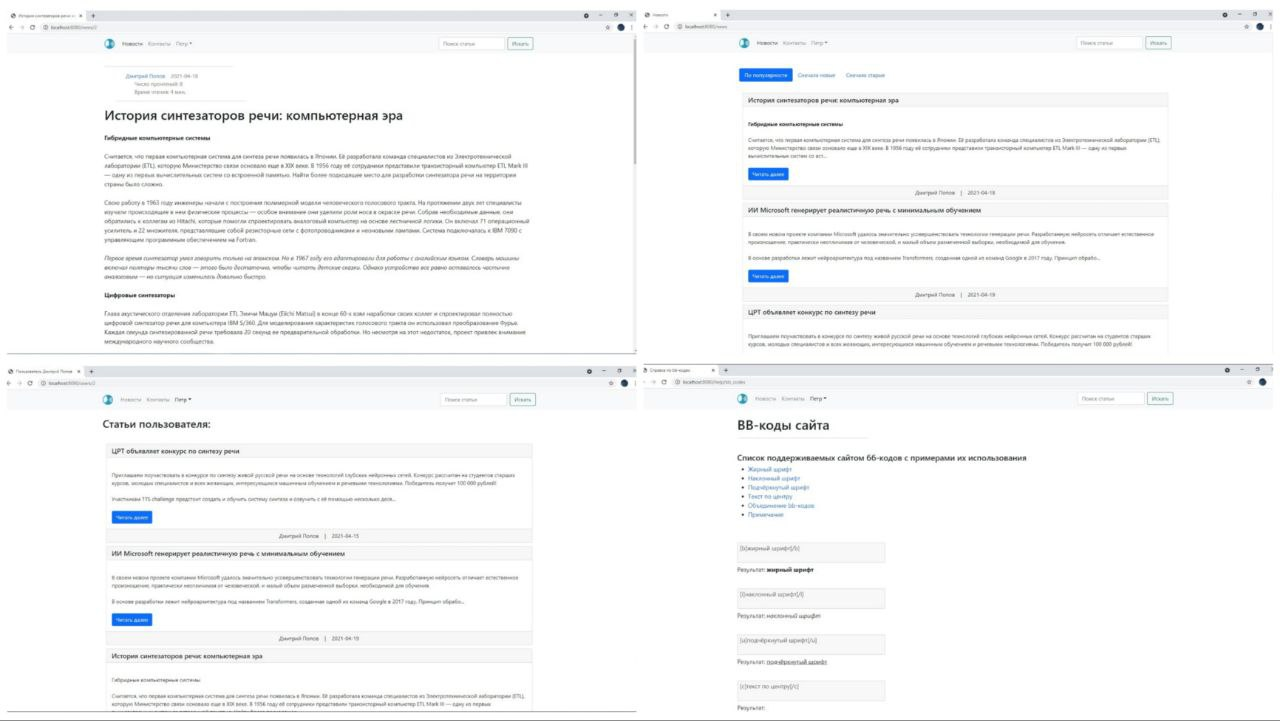 История синтезаторов речи к
localhost:8080/news/2
Новости Контакты Петр
Поиск статьи Искать
Дмитрий Попов 2021-04-18
Число прочтений: 8
Время чтения: 4 мин.
История синтезаторов речи: компьютерная эра
Гибридные компьютерные системы
Считается, что первая компьютерная система для синтеза речи появилась в Японии. Её разработала команда специалистов из Электротехнической
лаборатории (ETL), которую Министерство связи основало еще в XIX веке. В 1956 году её сотрудники представили транзисторный компьютер ETL Mark III
— одну из первых вычислительных систем со встроенной памятью. Найти более подходящее место для разработки синтезатора речи на территории
страны было сложно.
Свою работу в 1963 году инженеры начали с построения полимерной модели человеческого голосового тракта. На протяжении двух лет специалисты
изучали происходящее в нем физические процессы — особое внимание они уделили роли носа в окраске речи. Собрав необходимые данные, они
обратились к коллегам из Hitachi, которые помогли спроектировать аналоговый компьютер на основе лестничной логики. Он включал 71 операционный
усилитель и 22 множителя, представлявшие собой резисторные сети с фотопроводниками и неоновыми лампами. Система подключалась к IBM 7090 с
управляющим программным обеспечением на Fortran.
Первое время синтезатор умел говорить только на японском. Но в 1967 году его адаптировали для работы с английским языком. Словарь машины
включал полторы тысячи слов — этого было достаточно, чтобы читать детские сказки. Однако устройство все равно оставалось частично
аналоговым — но ситуация изменилась довольно быстро.
Цифровые синтезаторы
Глава акустического отделения лаборатории ETL Эиичи Мацуи (Eiichi Matsui) в конце 60-х взял наработки своих коллег и спроектировал полностью
цифровой синтезатор речи для компьютера IBM S/360. Для моделирования характеристик голосового тракта он использовал преобразования Фурье.
Каждая секунда синтезированной речи требовала 20 секунд ее предварительной обработки. Но несмотря на этот недостаток, проект привлек внимание
международного научного сообщества.
Новости
localhost:8080/news
Новости Контакты Петр
Поиск статьи Искать
По популярности Сначала новые Сначала старые
История синтезаторов речи: компьютерная эра
Гибридные компьютерные системы
Считается, что первая компьютерная система для синтеза речи появилась в Японии. Её разработала команда специалистов из Электротехнической лаборатории (ETL),
которую Министерство связи основало еще в XIX веке. В 1956 году её сотрудники представили транзисторный компьютер ETL Mark III — одну из первых
вычислительных систем со вст...
Читать далее
Дмитрий Попов | 2021-04-18
ИИ Microsoft генерирует реалистичную речь с минимальным обучением
В своем новом проекте компании Microsoft удалось значительно усовершенствовать технологии генерации речи. Разработанную нейросеть отличает естественное
произношение, практически неотличимое от человеческой, и малый объем размеченной выборки, необходимой для обучения.
В основе разработки лежит нейроархитектура под названием Transformers, созданная одной из команд Google в 2017 году. Принцип обрабо...
Читать далее
Дмитрий Попов | 2021-04-19
ЦРТ объявляет конкурс по синтезу речи
Приглашаем поучаствовать в конкурсе по синтезу живой русской речи на основе технологий глубоких нейронных сетей. Конкурс рассчитан на студентов старших
курсов, молодых специалистов и всех желающих, интересующихся машинным обучением и речевыми технологиями. Победитель получит 100 000 рублей!
Пользователь Дмитрий Попов
localhost:8080/users/2
Новости Контакты Петр
Поиск статьи Искать
Статьи пользователя:
ЦРТ объявляет конкурс по синтезу речи
Приглашаем поучаствовать в конкурсе по синтезу живой русской речи на основе технологий глубоких нейронных сетей. Конкурс рассчитан на студентов старших
курсов, молодых специалистов и всех желающих, интересующихся машинным обучением и речевыми технологиями. Победитель получит 100 000 рублей!
Участникам TTS challenge предстоит создать и обучить систему синтеза и озвучить с её помощью несколько деся...
Читать далее
Дмитрий Попов | 2021-04-15
ИИ Microsoft генерирует реалистичную речь с минимальным обучением
В своем новом проекте компании Microsoft удалось значительно усовершенствовать технологии генерации речи. Разработанную нейросеть отличает естественное
произношение, практически неотличимое от человеческой, и малый объем размеченной выборки, необходимой для обучения.
В основе разработки лежит нейроархитектура под названием Transformers, созданная одной из команд Google в 2017 году. Принцип обрабо...
Читать далее
Дмитрий Попов | 2021-04-19
История синтезаторов речи: компьютерная эра
Гибридные компьютерные системы
Считается, что первая компьютерная система для синтеза речи появилась в Японии. Её разработала команда специалистов из Электротехнической лаборатории (ETL),
которую Министерство связи основало еще в XIX веке. В 1956 году её сотрудники представили транзисторный компьютер ETL Mark III — одну из первых
Справка по bb-кодам
localhost:8080/help/bb_codes
Новости Контакты Петр
Поиск статьи Искать
BB-коды сайта
Список поддерживаемых сайтом бб-кодов с примерами их использования
Жирный шрифт
Наклонный шрифт
Подчёркнутый шрифт
Текст по центру
Объединение bb-кодов
Примечание
[b]жирный шрифт[/b]
Результат: жирный шрифт
[i]наклонный шрифт[/i]
Результат: наклонный шрифт
[u]подчёркнутый шрифт[/u]
Результат: подчёркнутый шрифт
[c]текст по центру[/c]
Результат: